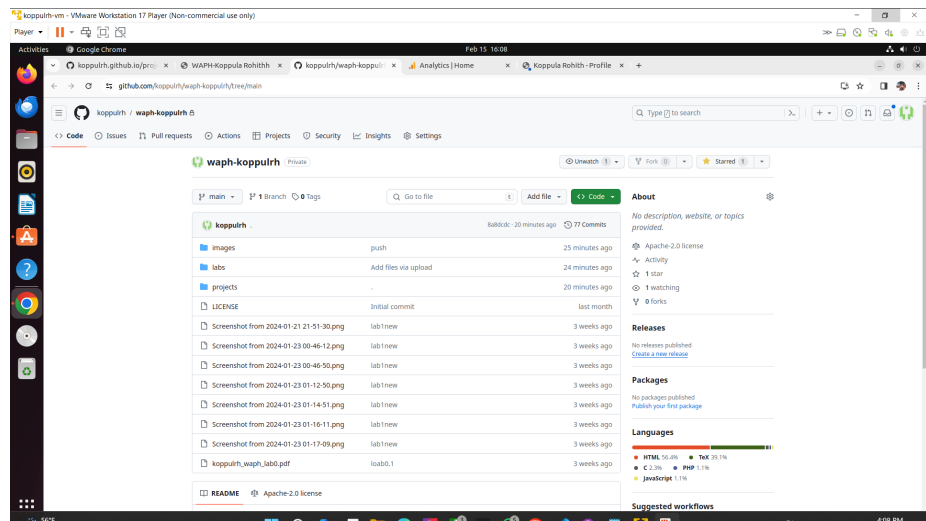 koppulrh-vm - VMware Workstation 17 Player (Non-commercial use only)
Player
Activities Google Chrome Feb 15 16:08
koppulrh.github.io/proj WAPH-Koppula Rohithh koppulrh/waph-koppulr Analytics | Home Koppula Rohith - Profile
github.com/koppulrh/waph-koppulrh/tree/main
koppulrh / waph-koppulrh Type / to search
Code Issues Pull requests Actions Projects Security Insights Settings
waph-koppulrh Private Unwatch 1 Fork 0 Starred 1
main 1 Branch 0 Tags Go to file t Add file Code
koppulrh . 8a8dcdc · 20 minutes ago 77 Commits
images push 25 minutes ago
labs Add files via upload 24 minutes ago
projects . 20 minutes ago
LICENSE Initial commit last month
Screenshot from 2024-01-21 21-51-30.png lab1new 3 weeks ago
Screenshot from 2024-01-23 00-46-12.png lab1new 3 weeks ago
Screenshot from 2024-01-23 00-46-50.png lab1new 3 weeks ago
Screenshot from 2024-01-23 01-12-50.png lab1new 3 weeks ago
Screenshot from 2024-01-23 01-14-51.png lab1new 3 weeks ago
Screenshot from 2024-01-23 01-16-11.png lab1new 3 weeks ago
Screenshot from 2024-01-23 01-17-09.png lab1new 3 weeks ago
koppulrh_waph_lab0.pdf loab0.1 3 weeks ago
README Apache-2.0 license
About
No description, website, or topics
provided.
Apache-2.0 license
Activity
1 star
1 watching
0 forks
Releases
No releases published
Create a new release
Packages
No packages published
Publish your first package
Languages
HTML 56.4% TeX 39.1%
C 2.3% PHP 1.1%
JavaScript 1.1%
Suggested workflows
56°F 4:08 PM